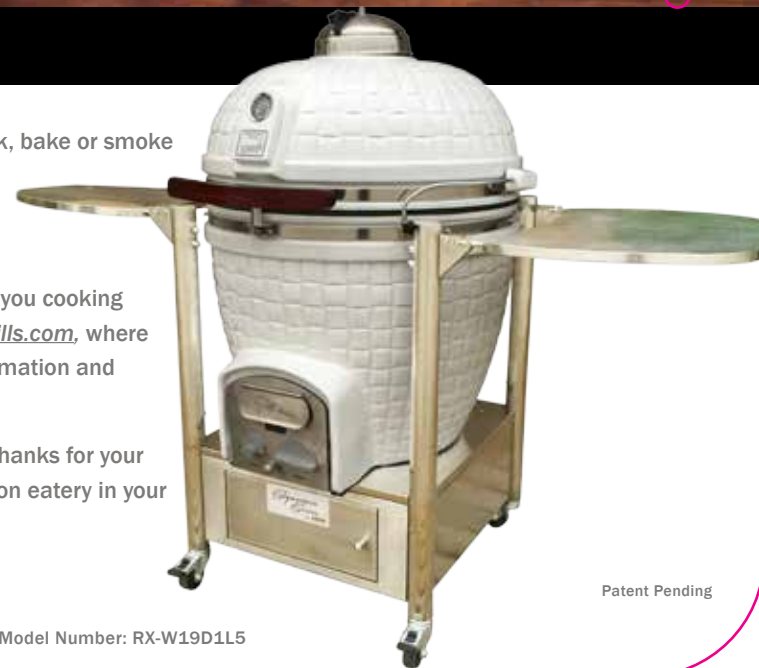 k, bake or smoke
you cooking
ills.com, where
mation and
hanks for your
on eatery in your
Patent Pending
Model Number: RX-W19D1L5